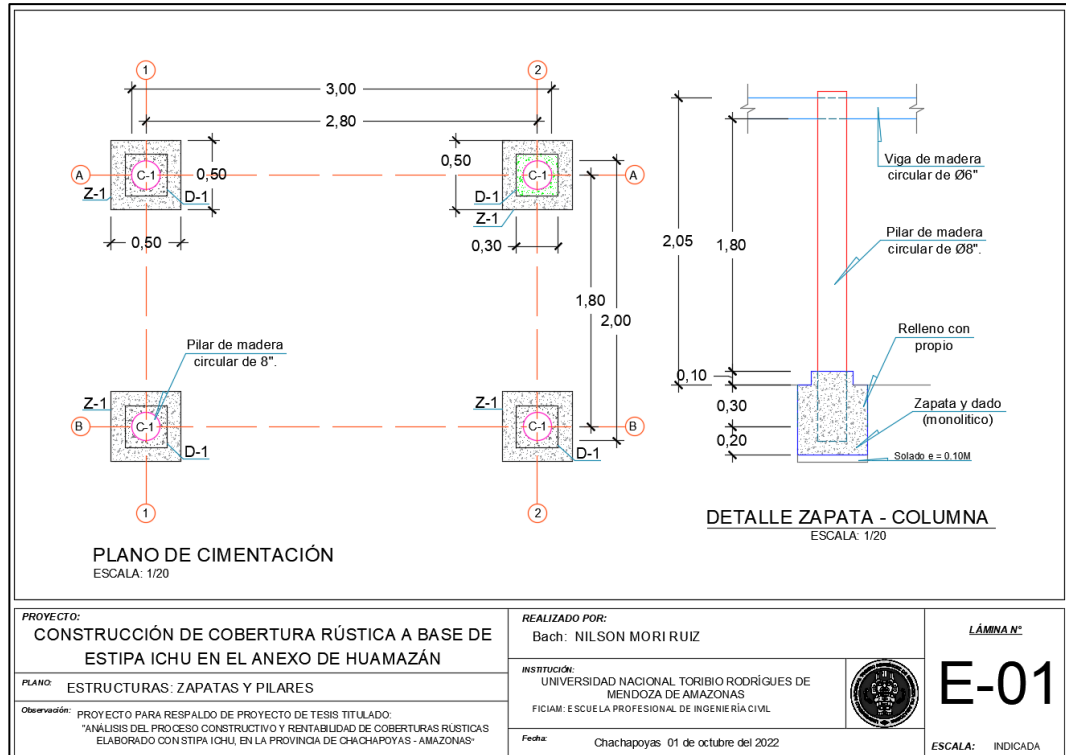 1
2
3,00
2,80
0,50
0,50
A
C-1
C-1
A
Z-1
D-1
D-1
Z-1
0,50
0,30
1,80
2,00
Pilar de madera
circular de 8".
Z-1
Z-1
B
C-1
C-1
B
D-1
D-1
1
2
PLANO DE CIMENTACIÓN
ESCALA: 1/20
Viga de madera
circular de Ø6"
2,05
1,80
Pilar de madera
circular de Ø8".
Relleno con
propio
0,10
0,30
Zapata y dado
(monolitico)
0,20
Solado e = 0.10M
DETALLE ZAPATA - COLUMNA
ESCALA: 1/20
PROYECTO:
CONSTRUCCIÓN DE COBERTURA RÚSTICA A BASE DE
ESTIPA ICHU EN EL ANEXO DE HUAMAZÁN
PLANO: ESTRUCTURAS: ZAPATAS Y PILARES
Observación: PROYECTO PARA RESPALDO DE PROYECTO DE TESIS TITULADO:
"ANÁLISIS DEL PROCESO CONSTRUCTIVO Y RENTABILIDAD DE COBERTURAS RÚSTICAS
ELABORADO CON STIPA ICHU, EN LA PROVINCIA DE CHACHAPOYAS - AMAZONAS"
REALIZADO POR:
Bach: NILSON MORI RUIZ
INSTITUCIÓN:
UNIVERSIDAD NACIONAL TORIBIO RODRÍGUES DE
MENDOZA DE AMAZONAS
FICIAM: ESCUELA PROFESIONAL DE INGENIERÍA CIVIL
Fecha: Chachapoyas 01 de octubre del 2022
LÁMINA N°
E-01
ESCALA: INDICADA